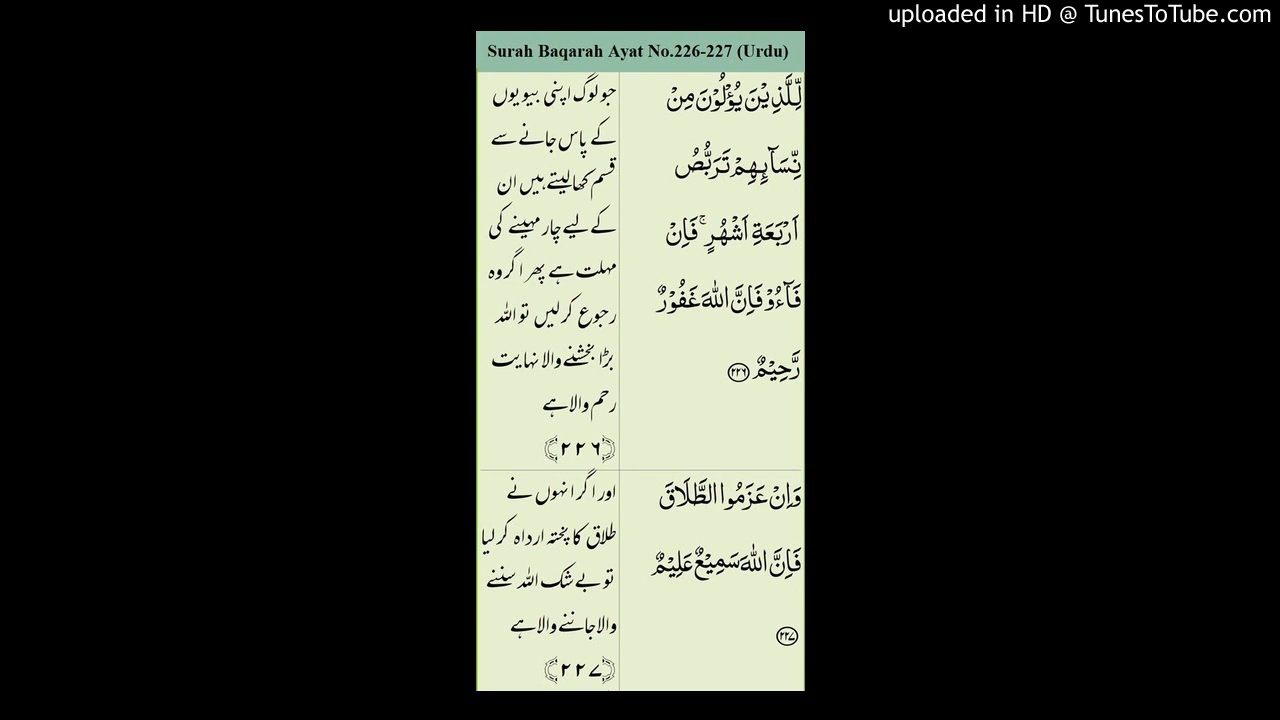 uploaded in HD @ TunesToTube.com
Surah Baqarah Ayat No.226-227 (Urdu)
لِّلَّذِيْنَ يُؤْلُوْنَ مِنْ
نِّسَآىِٕهِمْ تَرَبُّصُ
اَرْبَعَةِ اَشْهُرٍ ۚ فَاِنْ
فَآءُوْ فَاِنَّ اللّٰهَ غَفُوْرٌ
رَّحِيْمٌ ﴿۲۲۶﴾
جو لوگ اپنی بیویوں
کے پاس جانے سے
قسم کھا لیتے ہیں ان
کے لیے چار مہینے کی
مہلت ہے پھر اگر وہ
رجوع کر لیں تو اللہ
بڑا بخشنے والا نہایت
رحم والا ہے
﴿۲۲۶﴾
وَاِنْ عَزَمُوا الطَّلَاقَ
فَاِنَّ اللّٰهَ سَمِيْعٌ عَلِيْمٌ
﴿۲۲۷﴾
اور اگر انہوں نے
طلاق کا پختہ ارداہ کر لیا
تو بے شک اللہ سننے
والا جاننے والا ہے
﴿۲۲۷﴾